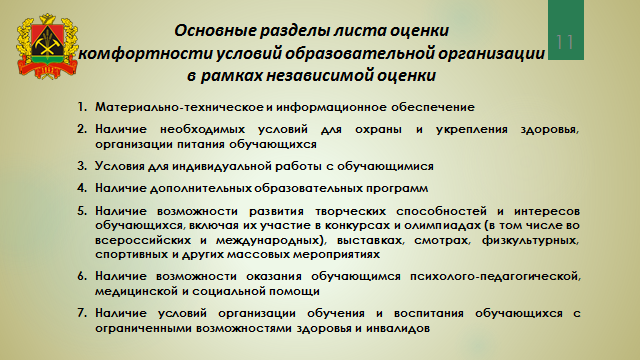 Основные разделы листа оценки
комфортности условий образовательной организации
в рамках независимой оценки
11
1. Материально-техническое и информационное обеспечение
2. Наличие необходимых условий для охраны и укрепления здоровья,
организации питания обучающихся
3. Условия для индивидуальной работы с обучающимися
4. Наличие дополнительных образовательных программ
5. Наличие возможности развития творческих способностей и интересов
обучающихся, включая их участие в конкурсах и олимпиадах (в том числе во
всероссийских и международных), выставках, смотрах, физкультурных,
спортивных и других массовых мероприятиях
6. Наличие возможности оказания обучающимся психолого-педагогической,
медицинской и социальной помощи
7. Наличие условий организации обучения и воспитания обучающихся с
ограниченными возможностями здоровья и инвалидов